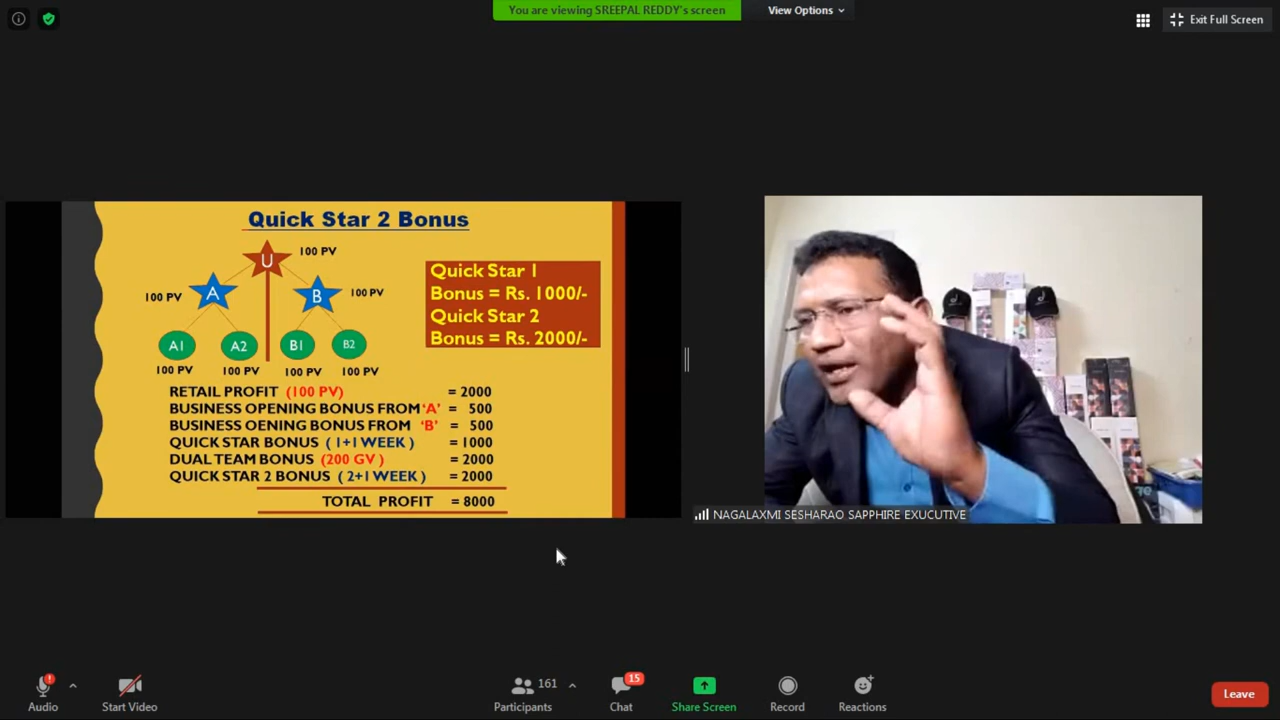 You are viewing SREEPAL REDDY's screen
View Options
Exit Full Screen
Quick Star 2 Bonus
U
100 PV
100 PV
A
B
100 PV
A1
A2
B1
B2
100 PV
100 PV
100 PV
100 PV
Quick Star 1
Bonus = Rs. 1000/-
Quick Star 2
Bonus = Rs. 2000/-
RETAIL PROFIT (100 PV) = 2000
BUSINESS OPENING BONUS FROM 'A' = 500
BUSINESS OENING BONUS FROM 'B' = 500
QUICK STAR BONUS ( 1+1 WEEK ) = 1000
DUAL TEAM BONUS (200 GV ) = 2000
QUICK STAR 2 BONUS ( 2+1 WEEK ) = 2000
TOTAL PROFIT = 8000
NAGALAXMI SESHARAO SAPPHIRE EXUCUTIVE
Audio
Start Video
161
Participants
15
Chat
Share Screen
Record
Reactions
Leave